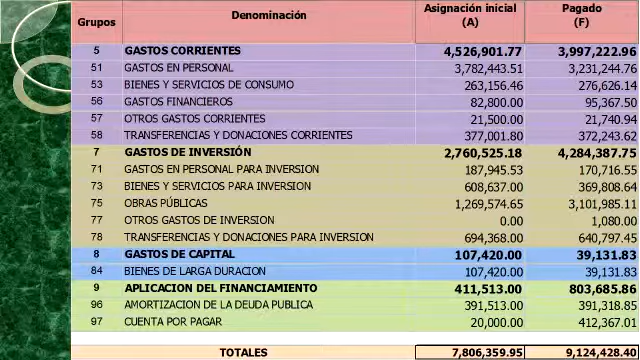 Grupos Denominación Asignación inicial (A) Pagado (F)
5 GASTOS CORRIENTES 4,526,901.77 3,997,222.96
51 GASTOS EN PERSONAL 3,782,443.51 3,231,244.76
53 BIENES Y SERVICIOS DE CONSUMO 263,156.46 276,626.14
56 GASTOS FINANCIEROS 82,800.00 95,367.50
57 OTROS GASTOS CORRIENTES 21,500.00 21,740.94
58 TRANSFERENCIAS Y DONACIONES CORRIENTES 377,001.80 372,243.62
7 GASTOS DE INVERSIÓN 2,760,525.18 4,284,387.75
71 GASTOS EN PERSONAL PARA INVERSION 187,945.53 170,716.55
73 BIENES Y SERVICIOS PARA INVERSION 608,637.00 369,808.64
75 OBRAS PÚBLICAS 1,269,574.65 3,101,985.11
77 OTROS GASTOS DE INVERSION 0.00 1,080.00
78 TRANSFERENCIAS Y DONACIONES PARA INVERSION 694,368.00 640,797.45
8 GASTOS DE CAPITAL 107,420.00 39,131.83
84 BIENES DE LARGA DURACION 107,420.00 39,131.83
9 APLICACION DEL FINANCIAMIENTO 411,513.00 803,685.86
96 AMORTIZACION DE LA DEUDA PUBLICA 391,513.00 391,318.85
97 CUENTA POR PAGAR 20,000.00 412,367.01
TOTALES 7,806,359.95 9,124,428.40